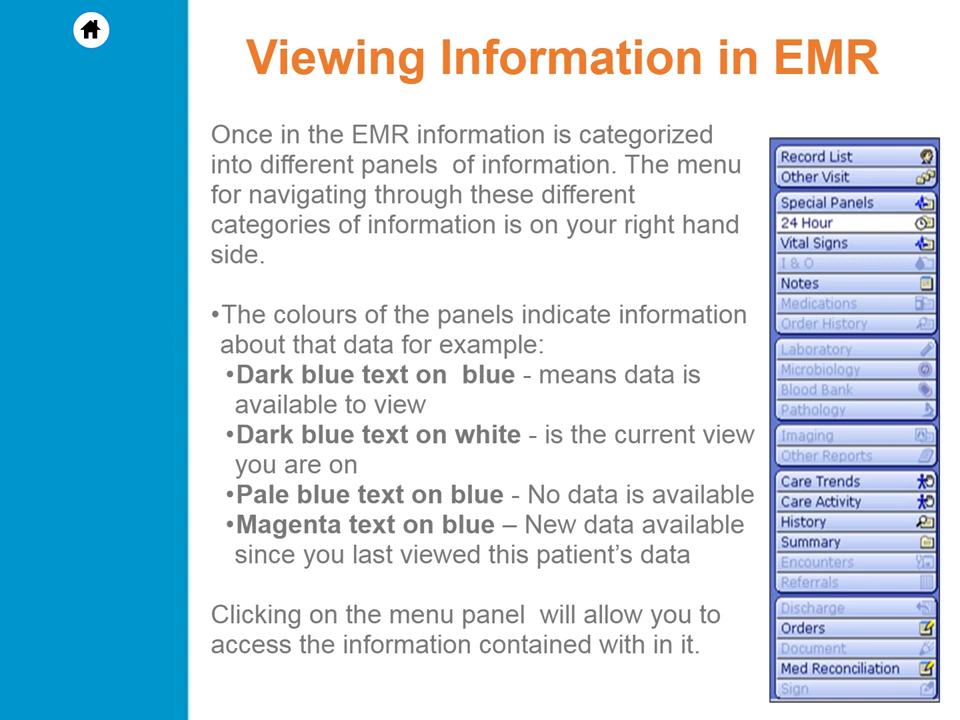 Viewing Information in EMR
Once in the EMR information is categorized
into different panels  of information. The menu
for navigating through these different
categories of information is on your right hand
side.
•The colours of the panels indicate information
about that data for example:
•Dark blue text on  blue - means data is
available to view
•Dark blue text on white - is the current view
you are on
•Pale blue text on blue - No data is available
•Magenta text on blue – New data available
since you last viewed this patient’s data
Clicking on the menu panel  will allow you to
access the information contained with in it.
Record List
Other Visit
Special Panels
24 Hour
Vital Signs
I & O
Notes
Medications
Order History
Laboratory
Microbiology
Blood Bank
Pathology
Imaging
Other Reports
Care Trends
Care Activity
History
Summary
Encounters
Referrals
Discharge
Orders
Document
Med Reconciliation
Sign